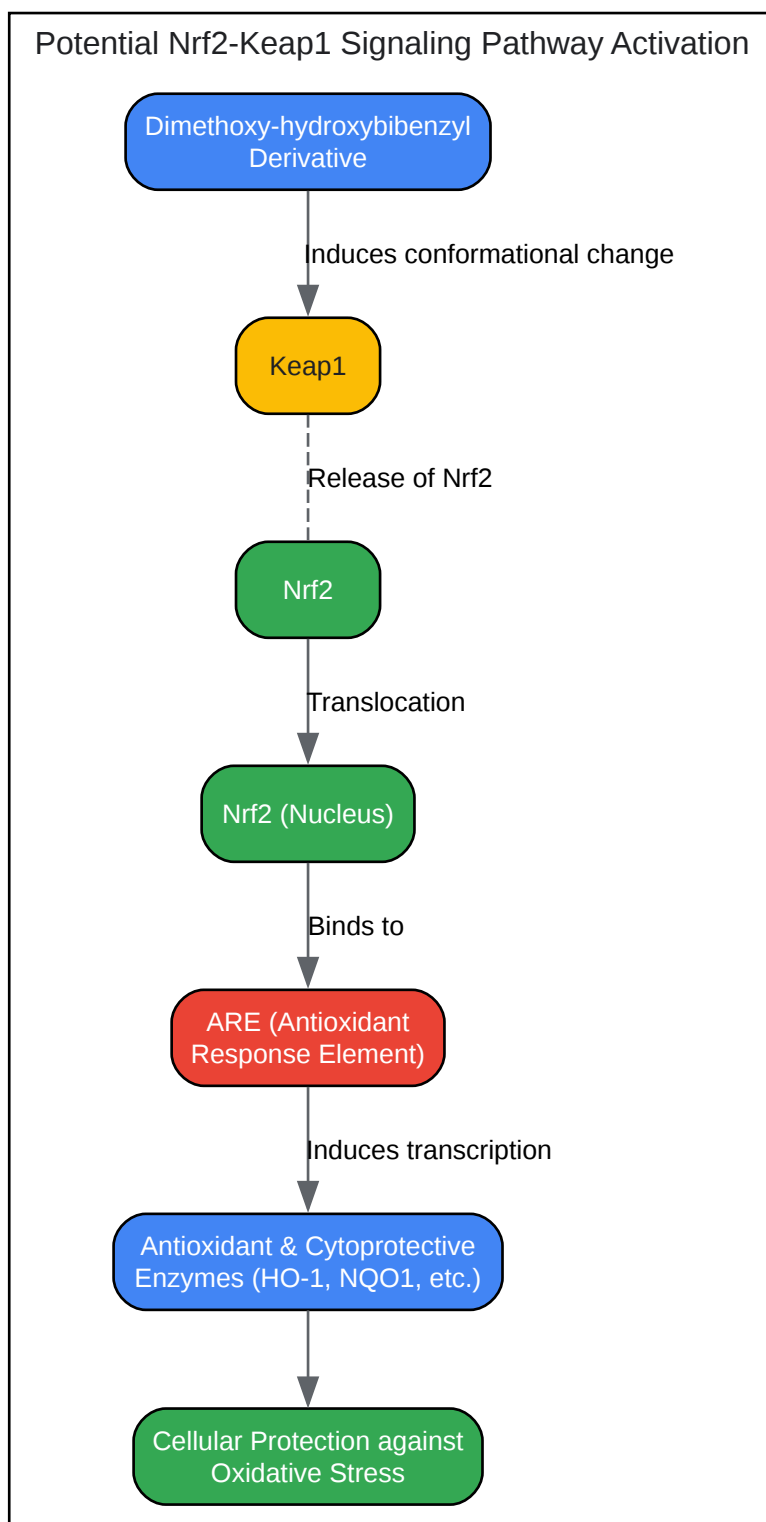 Potential Nrf2-Keap1 Signaling Pathway Activation
Dimethoxy-hydroxybibenzyl
Derivative
Induces conformational change
Keap1
Release of Nrf2
Nrf2
Translocation
Nrf2 (Nucleus)
Binds to
ARE (Antioxidant
Response Element)
Induces transcription
Antioxidant & Cytoprotective
Enzymes (HO-1, NQO1, etc.)
Cellular Protection against
Oxidative Stress